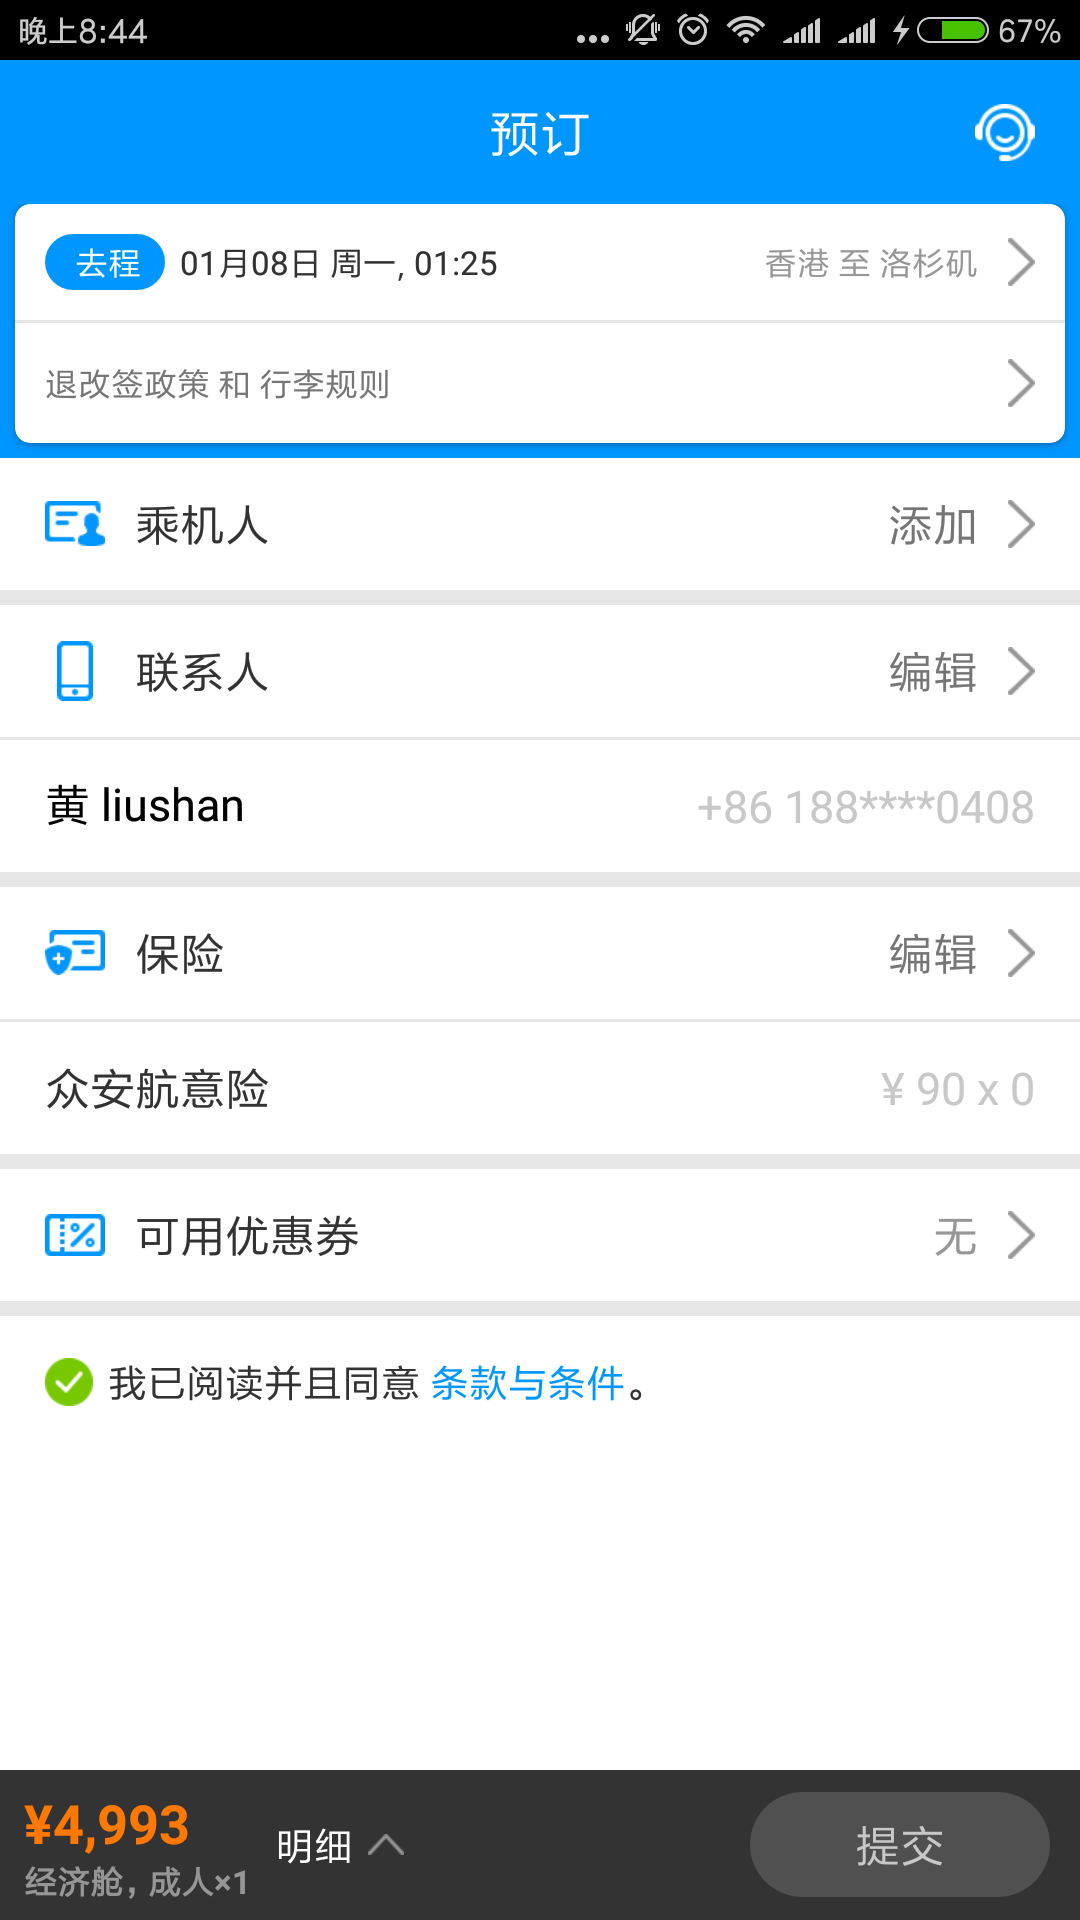 晚上8:44 67%
预订
去程 01月08日 周一, 01:25 香港 至 洛杉矶
退改签政策 和 行李规则
乘机人 添加
联系人 编辑
黄 liushan +86 188****0408
保险 编辑
众安航意险 ¥ 90 x 0
可用优惠券 无
我已阅读并且同意 条款与条件。
¥4,993
经济舱，成人×1
明细
提交